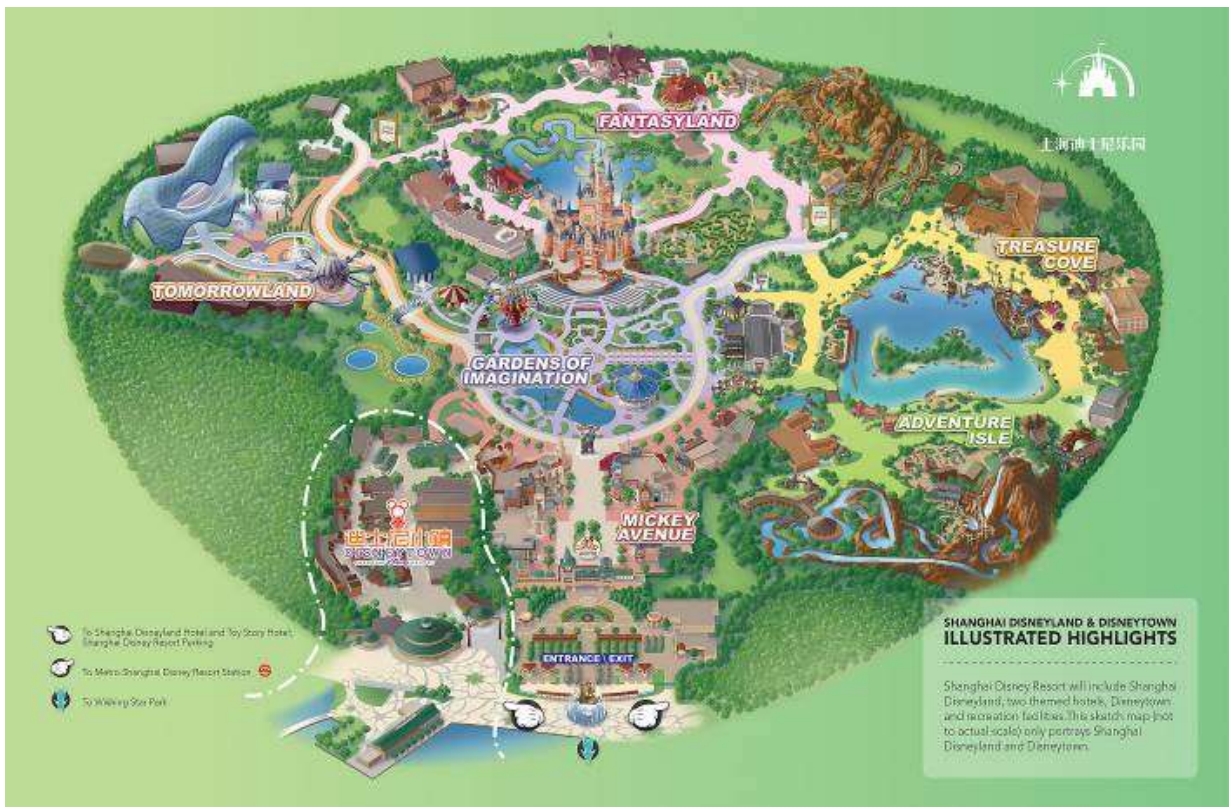 上海迪士尼乐园
FANTASYLAND
TREASURE
COVE
TOMORROWLAND
GARDENS OF
IMAGINATION
ADVENTURE
ISLE
MICKEY
AVENUE
迪士尼小镇
DISNEYTOWN
ENTRANCE \ EXIT
To Shanghai Disneyland Hotel and Toy Story Hotel,
Shanghai Disney Resort Parking
To Metro Shanghai Disney Resort Station
To Wishing Star Park
SHANGHAI DISNEYLAND & DISNEYTOWN
ILLUSTRATED HIGHLIGHTS
Shanghai Disney Resort will include Shanghai
Disneyland, two themed hotels, Disneytown
and recreation facilities. This sketch map (not
to actual scale) only portrays Shanghai
Disneyland and Disneytown.